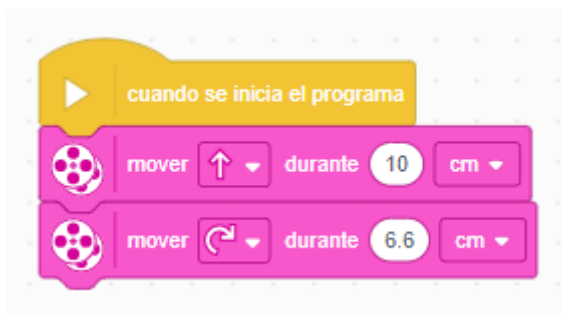 cuando se inicia el programa
mover durante 10 cm
mover durante 6.6 cm